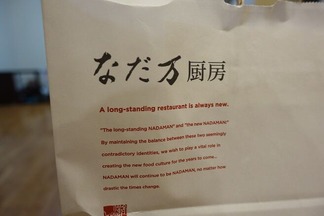 なだ万厨房
A long-standing restaurant is always new.
"The long-standing NADAMAN" and "the new NADAMAN"
By maintaining the balance between these two seemingly
contradictory identities, we wish to play a vital role in
creating the new food culture for the years to come...
NADAMAN will continue to be NADAMAN, no matter how
drastic the times change.